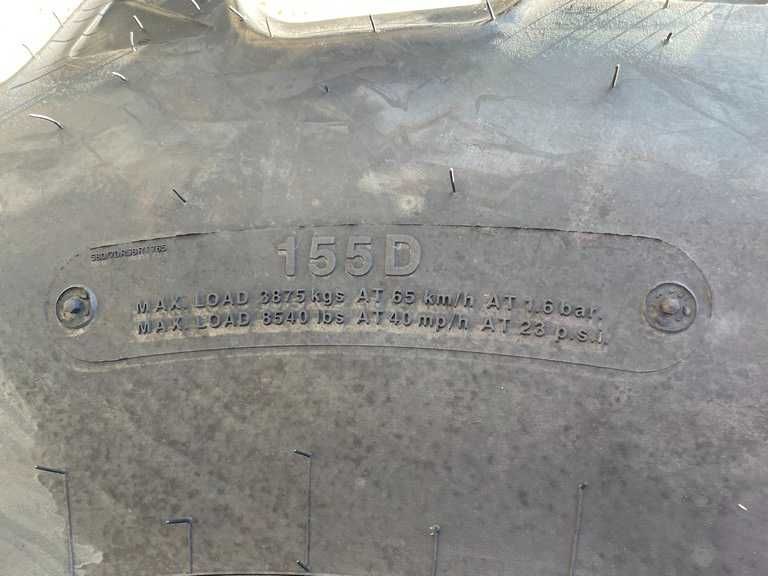 155D
MAX. LOAD 3875 kgs AT 65 km/h AT 1.6 bar.
MAX. LOAD 8540 lbs AT 40 mp/h AT 23 p.s.i.